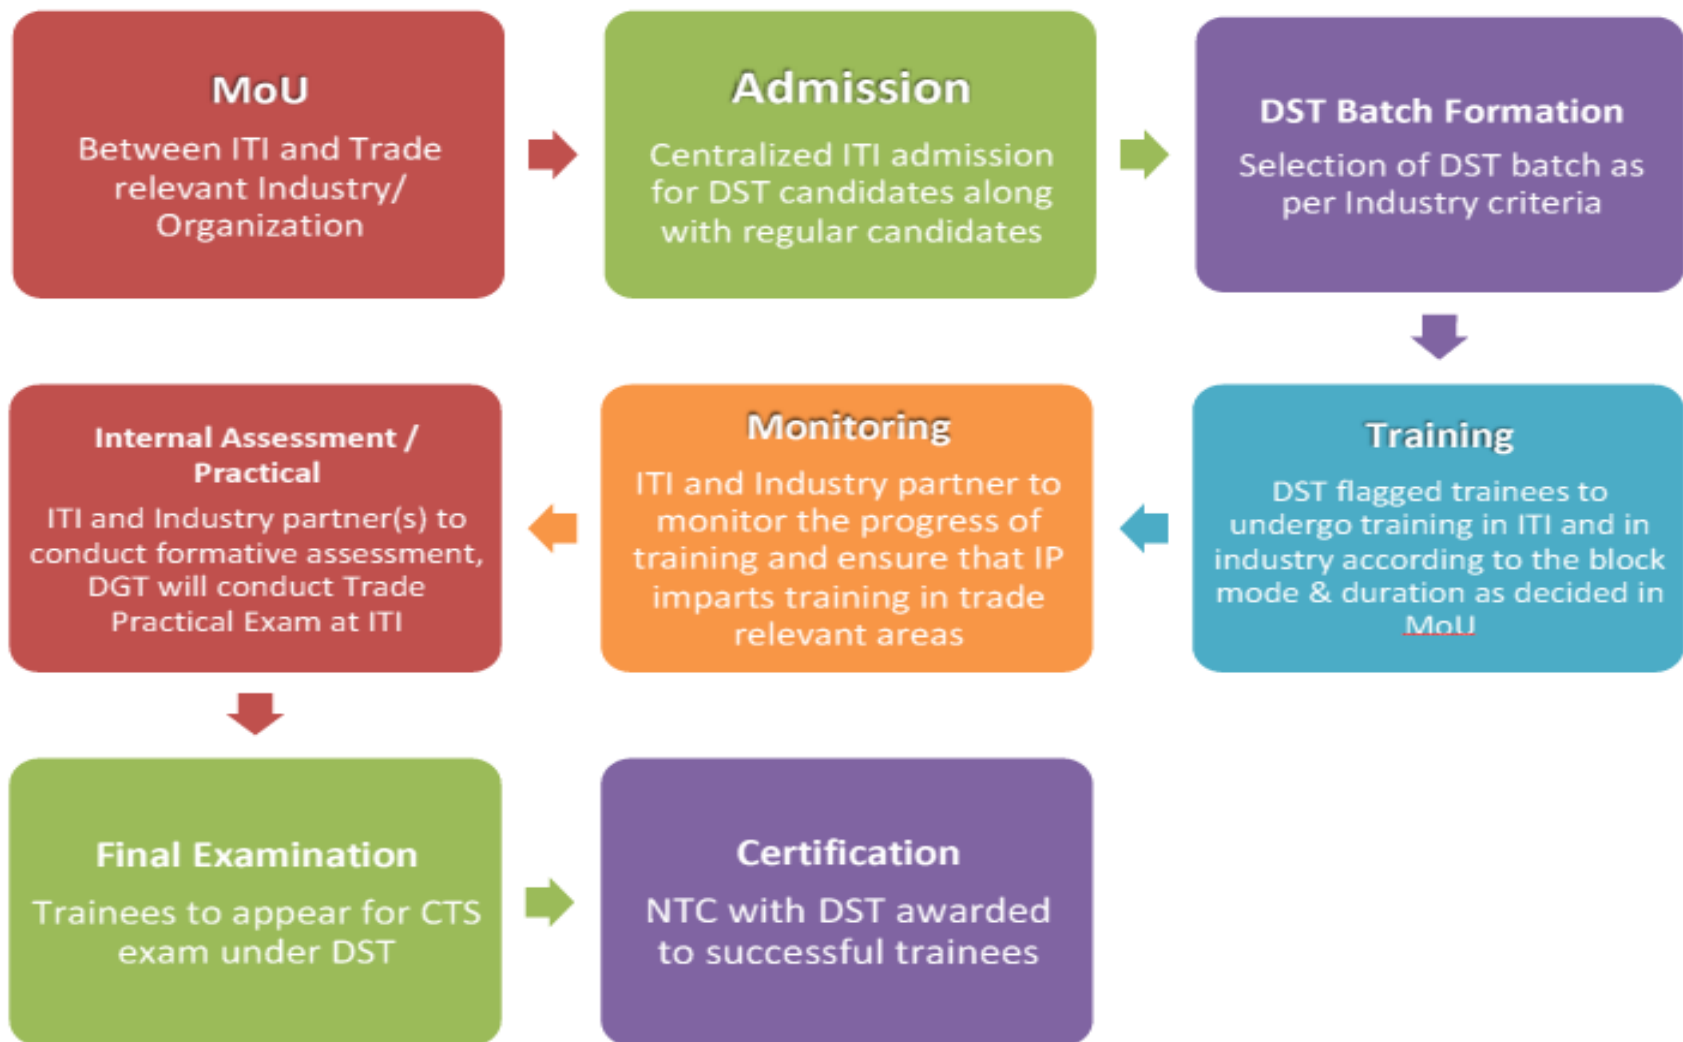 MoU
Between ITI and Trade
relevant Industry/
Organization
Admission
Centralized ITI admission
for DST candidates along
with regular candidates
DST Batch Formation
Selection of DST batch as
per Industry criteria
Training
DST flagged trainees to
undergo training in ITI and in
industry according to the block
mode & duration as decided in
MoU
Monitoring
ITI and Industry partner to
monitor the progress of
training and ensure that IP
imparts training in trade
relevant areas
Internal Assessment /
Practical
ITI and Industry partner(s) to
conduct formative assessment,
DGT will conduct Trade
Practical Exam at ITI
Final Examination
Trainees to appear for CTS
exam under DST
Certification
NTC with DST awarded
to successful trainees